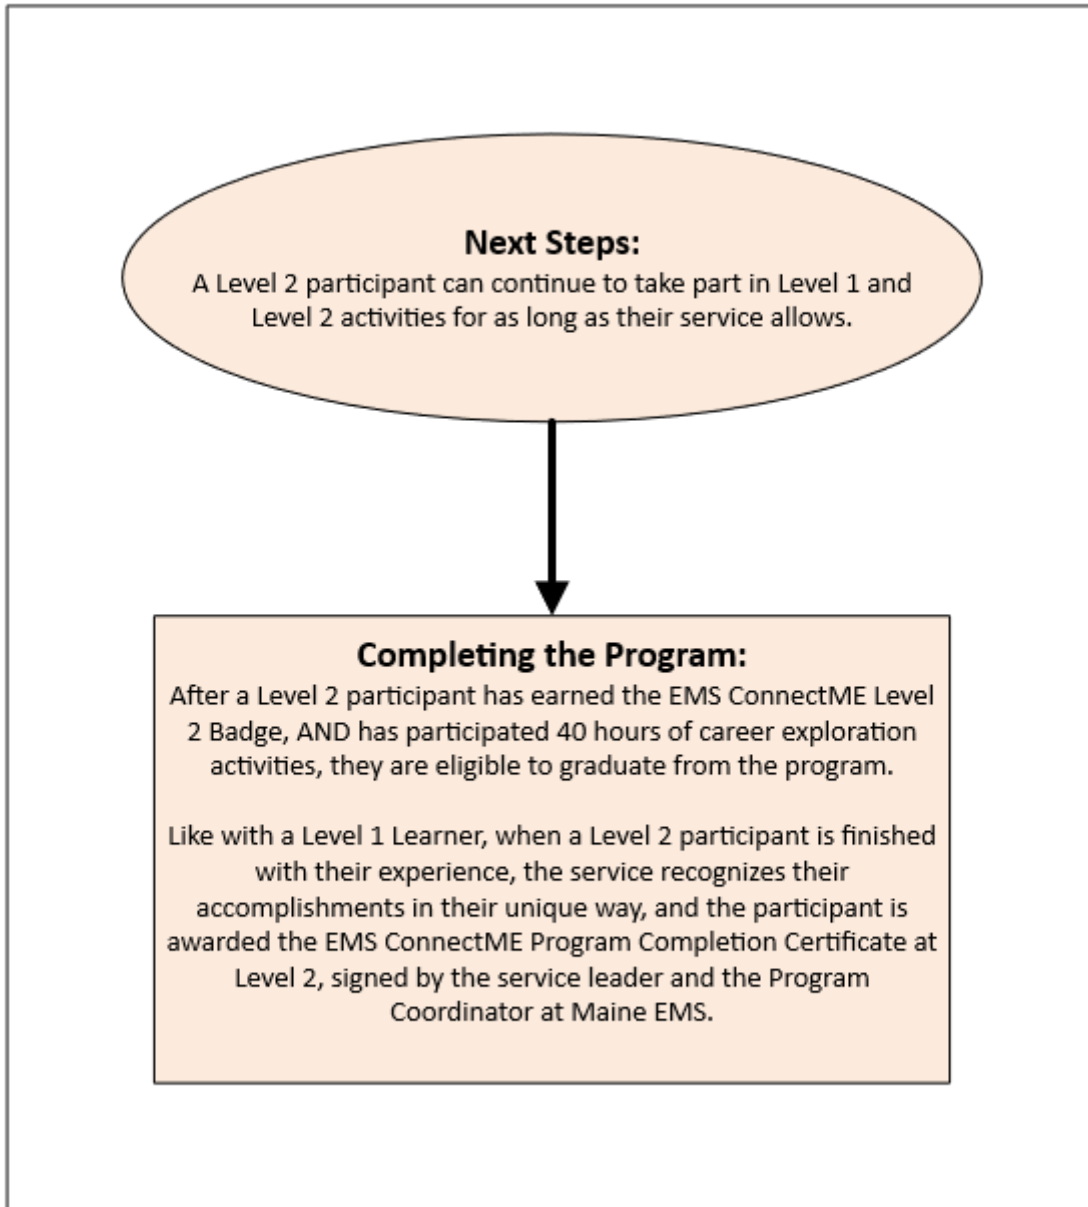 Next Steps:
A Level 2 participant can continue to take part in Level 1 and
Level 2 activities for as long as their service allows.
Completing the Program:
After a Level 2 participant has earned the EMS ConnectME Level
2 Badge, AND has participated 40 hours of career exploration
activities, they are eligible to graduate from the program.
Like with a Level 1 Learner, when a Level 2 participant is finished
with their experience, the service recognizes their
accomplishments in their unique way, and the participant is
awarded the EMS ConnectME Program Completion Certificate at
Level 2, signed by the service leader and the Program
Coordinator at Maine EMS.